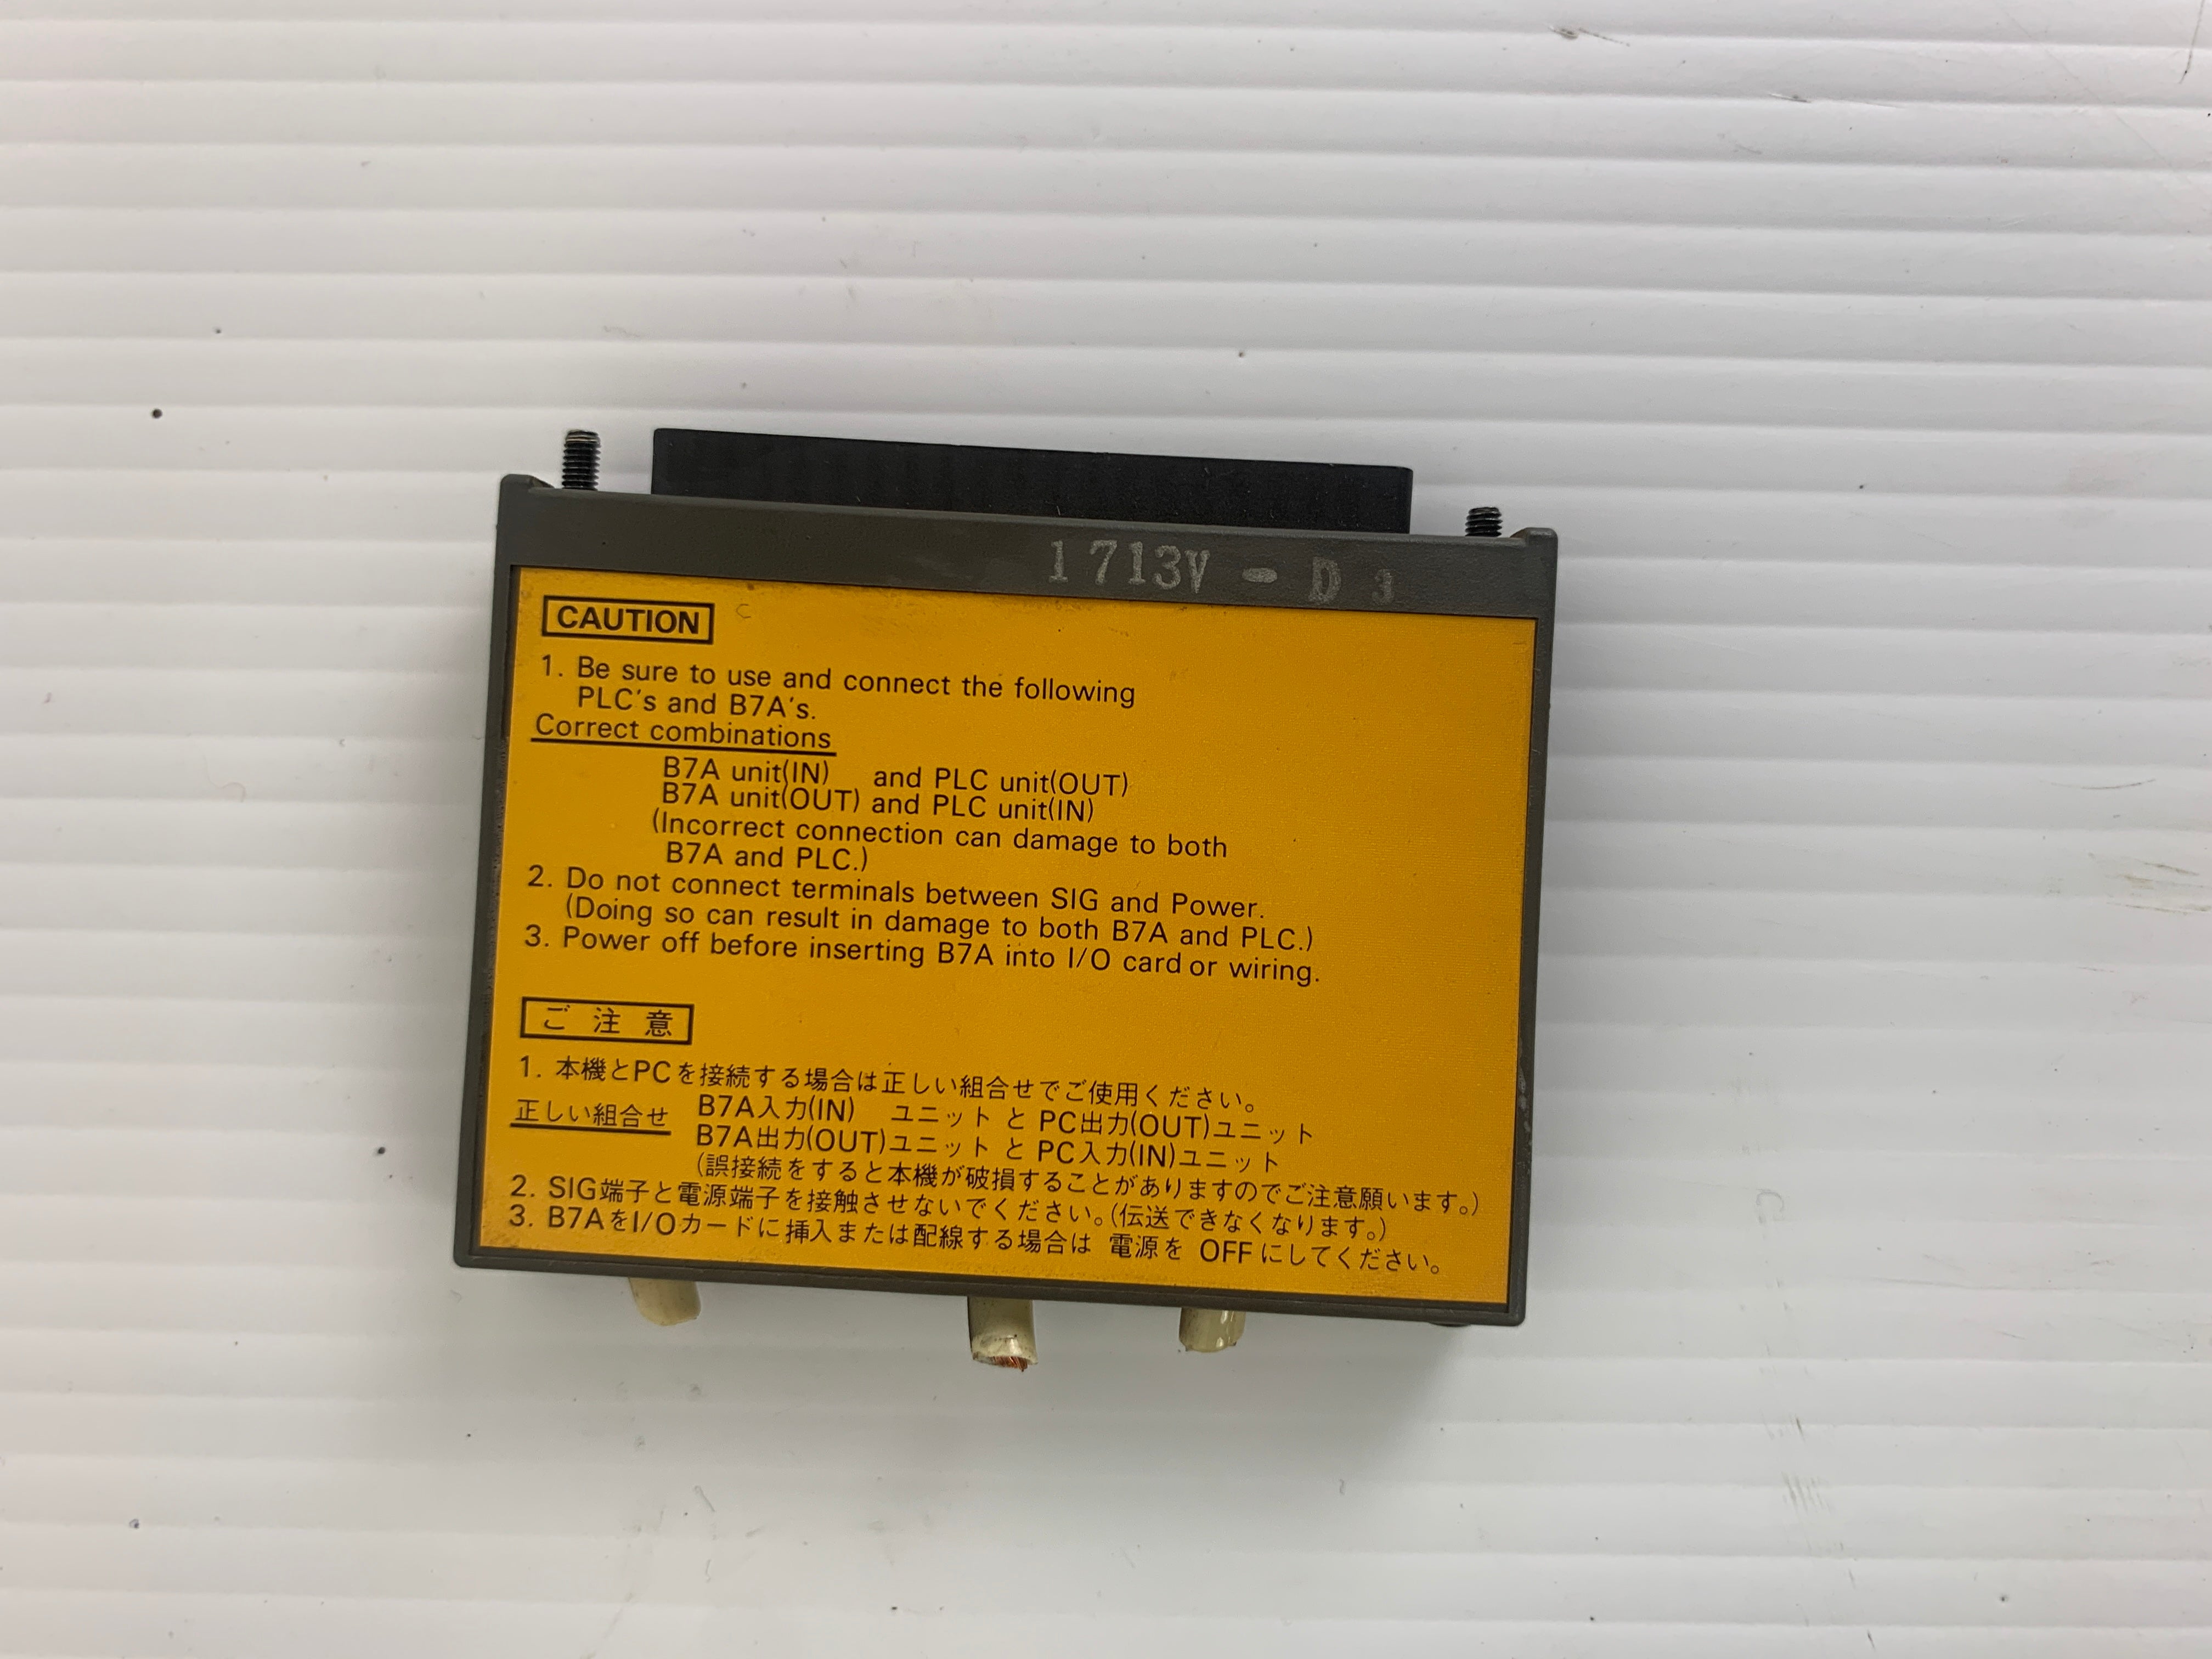 1713V - D 3
CAUTION
1. Be sure to use and connect the following
PLC's and B7A's.
Correct combinations
B7A unit(IN) and PLC unit(OUT)
B7A unit(OUT) and PLC unit(IN)
(Incorrect connection can damage to both
B7A and PLC.)
2. Do not connect terminals between SIG and Power.
(Doing so can result in damage to both B7A and PLC.)
3. Power off before inserting B7A into I/O card or wiring.
ご注意
1. 本機とPCを接続する場合は正しい組合せでご使用ください。
正しい組合せ B7A入力(IN) ユニット と PC出力(OUT)ユニット
B7A出力(OUT)ユニット と PC入力(IN)ユニット
(誤接続をすると本機が破損することがありますのでご注意願います。)
2. SIG端子と電源端子を接触させないでください。(伝送できなくなります。)
3. B7AをI/Oカードに挿入または配線する場合は 電源を OFFにしてください。